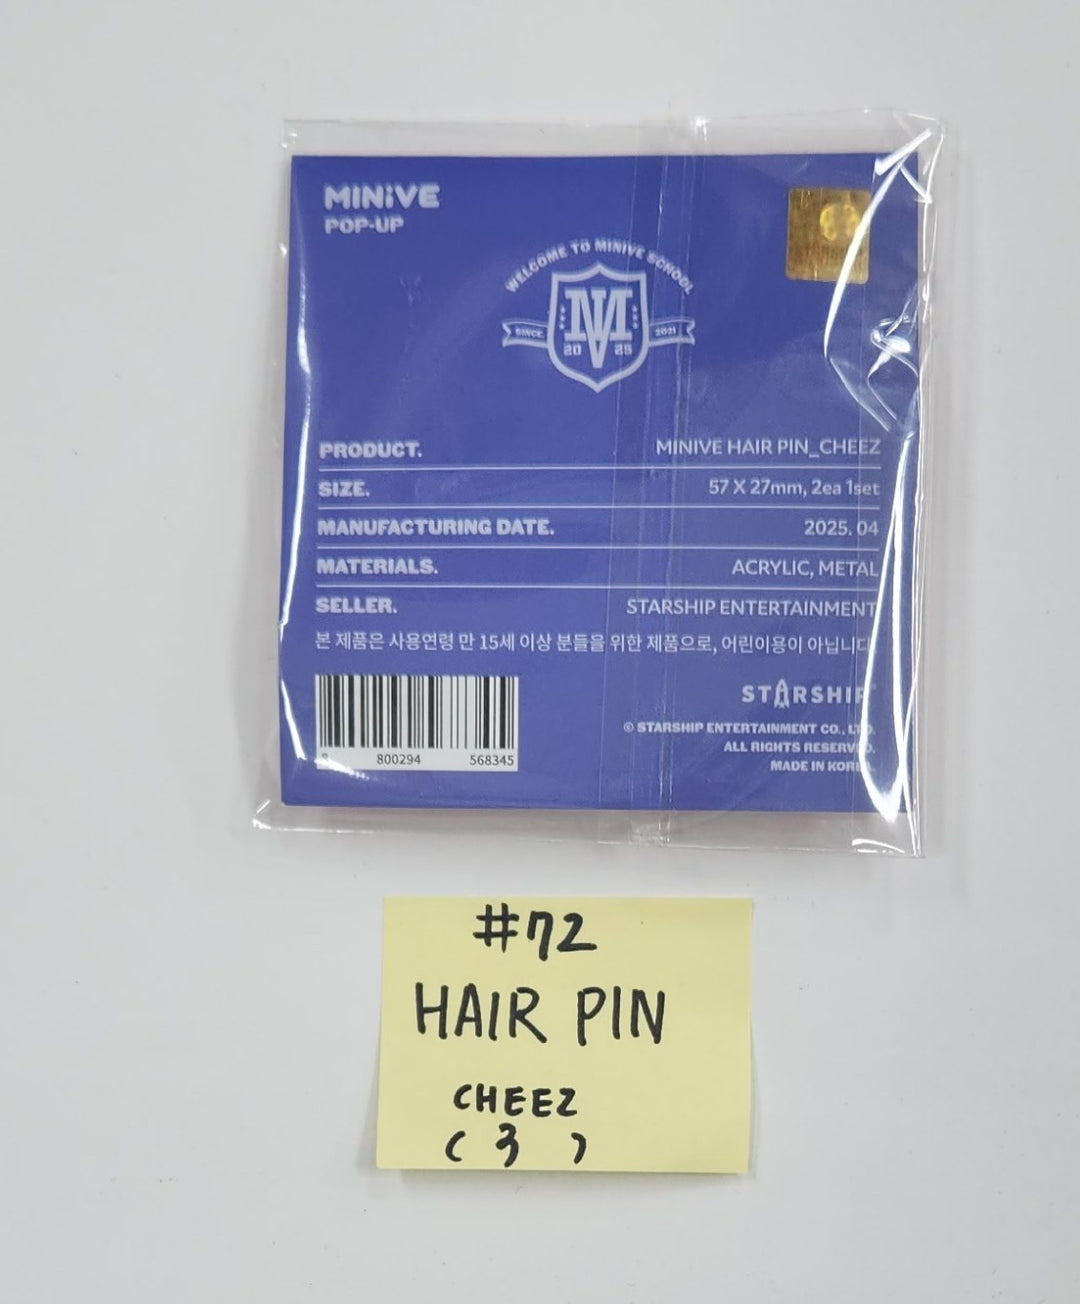 MINIVE
POP-UP
WELCOME TO MINIVE SCHOOL
SINCE. 2021
MV
20 25
PRODUCT. MINIVE HAIR PIN_CHEEZ
SIZE. 57 X 27mm, 2ea 1set
MANUFACTURING DATE. 2025. 04
MATERIALS. ACRYLIC, METAL
SELLER. STARSHIP ENTERTAINMENT
본 제품은 사용연령 만 15세 이상 분들을 위한 제품으로, 어린이용이 아닙니다
STARSHIP
© STARSHIP ENTERTAINMENT CO., LTD.
ALL RIGHTS RESERVED.
MADE IN KOREA.
8 800294 568345
#72
HAIR PIN
CHEEZ
( 3 )